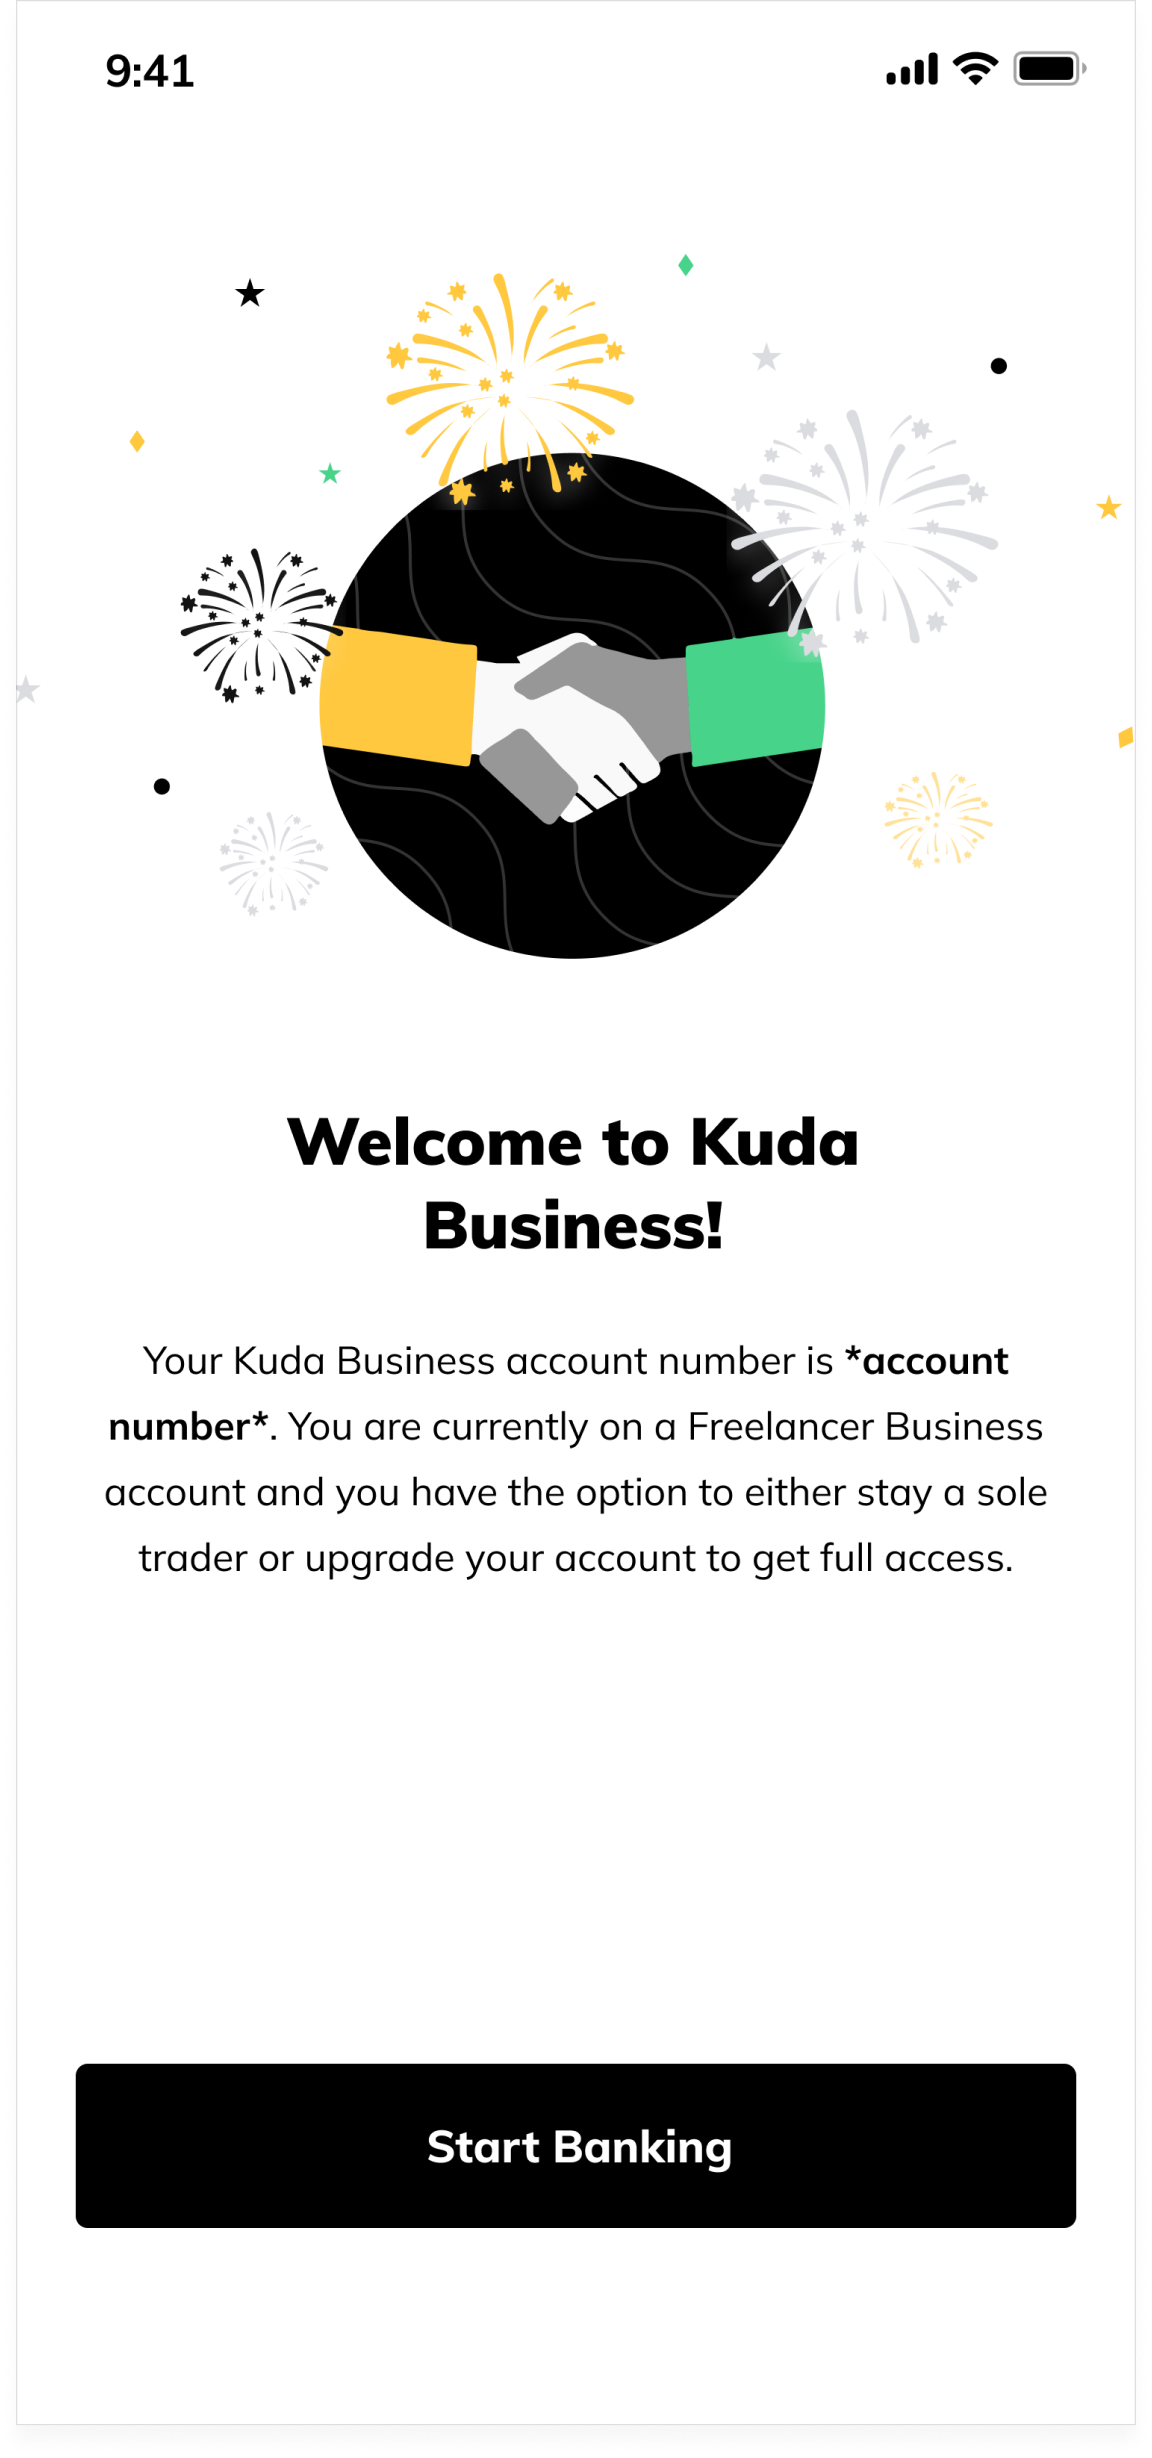 9:41
Welcome to Kuda
Business!
Your Kuda Business account number is *account
number*. You are currently on a Freelancer Business
account and you have the option to either stay a sole
trader or upgrade your account to get full access.
Start Banking